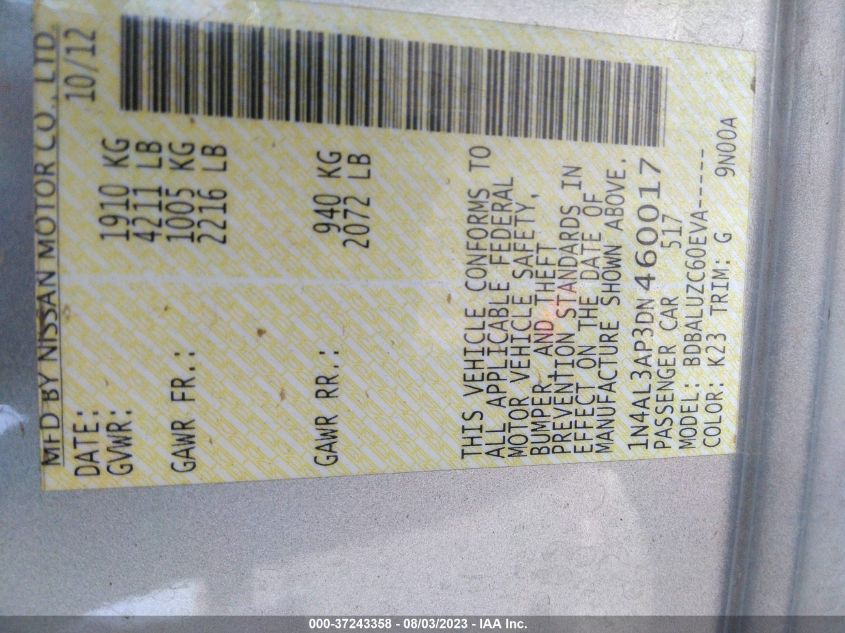 MFD BY NISSAN MOTOR CO., LTD.
DATE: 10/12
GVWR: 1910 KG
4211 LB
GAWR FR.: 1005 KG
2216 LB
GAWR RR.: 940 KG
2072 LB
THIS VEHICLE CONFORMS TO
ALL APPLICABLE FEDERAL
MOTOR VEHICLE SAFETY,
BUMPER, AND THEFT
PREVENTION STANDARDS IN
EFFECT ON THE DATE OF
MANUFACTURE SHOWN ABOVE.
1N4AL3AP3DN460017
PASSENGER CAR 517
MODEL: BDBALUZC60EVA-----
COLOR: K23 TRIM: G 9N00A
000-37243358 - 08/03/2023 - IAA Inc.